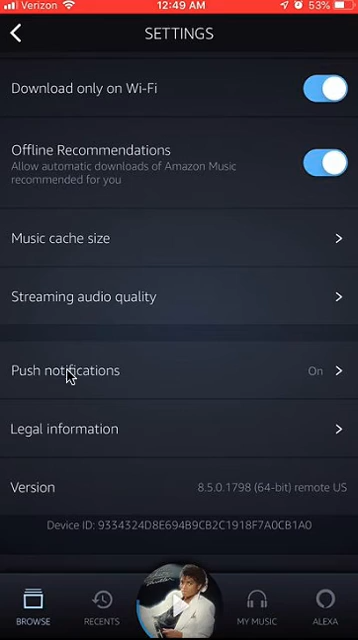 Verizon 12:49 AM 53%
SETTINGS
Download only on Wi-Fi
Offline Recommendations
Allow automatic downloads of Amazon Music
recommended for you
Music cache size
Streaming audio quality
Push notifications On
Legal information
Version 8.5.0.1798 (64-bit) remote US
Device ID: 9334324D8E694B9CB2C1918F7A0CB1A0
BROWSE RECENTS MY MUSIC ALEXA